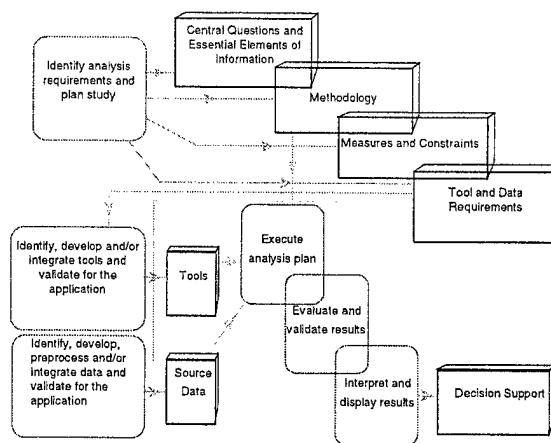 Central Questions and
Essential Elements of
Information
Identify analysis
requirements and
plan study
Methodology
Measures and Constraints
Tool and Data
Requirements
Identify, develop and/or
integrate tools and
validate for the
application
Tools
Execute
analysis plan
Evaluate and
validate results
Identify, develop,
preprocess and/or
integrate data and
validate for the
application
Source
Data
Interpret and
display results
Decision Support